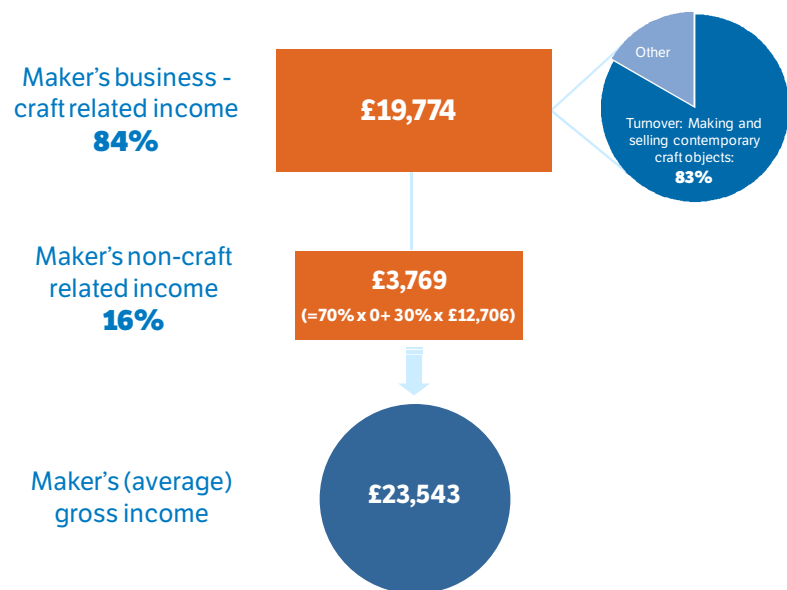 Maker's business -
craft related income
84%
£19,774
Other
Turnover: Making and
selling contemporary
craft objects:
83%
Maker's non-craft
related income
16%
£3,769
(=70% x 0+ 30% x £12,706)
Maker's (average)
gross income
£23,543